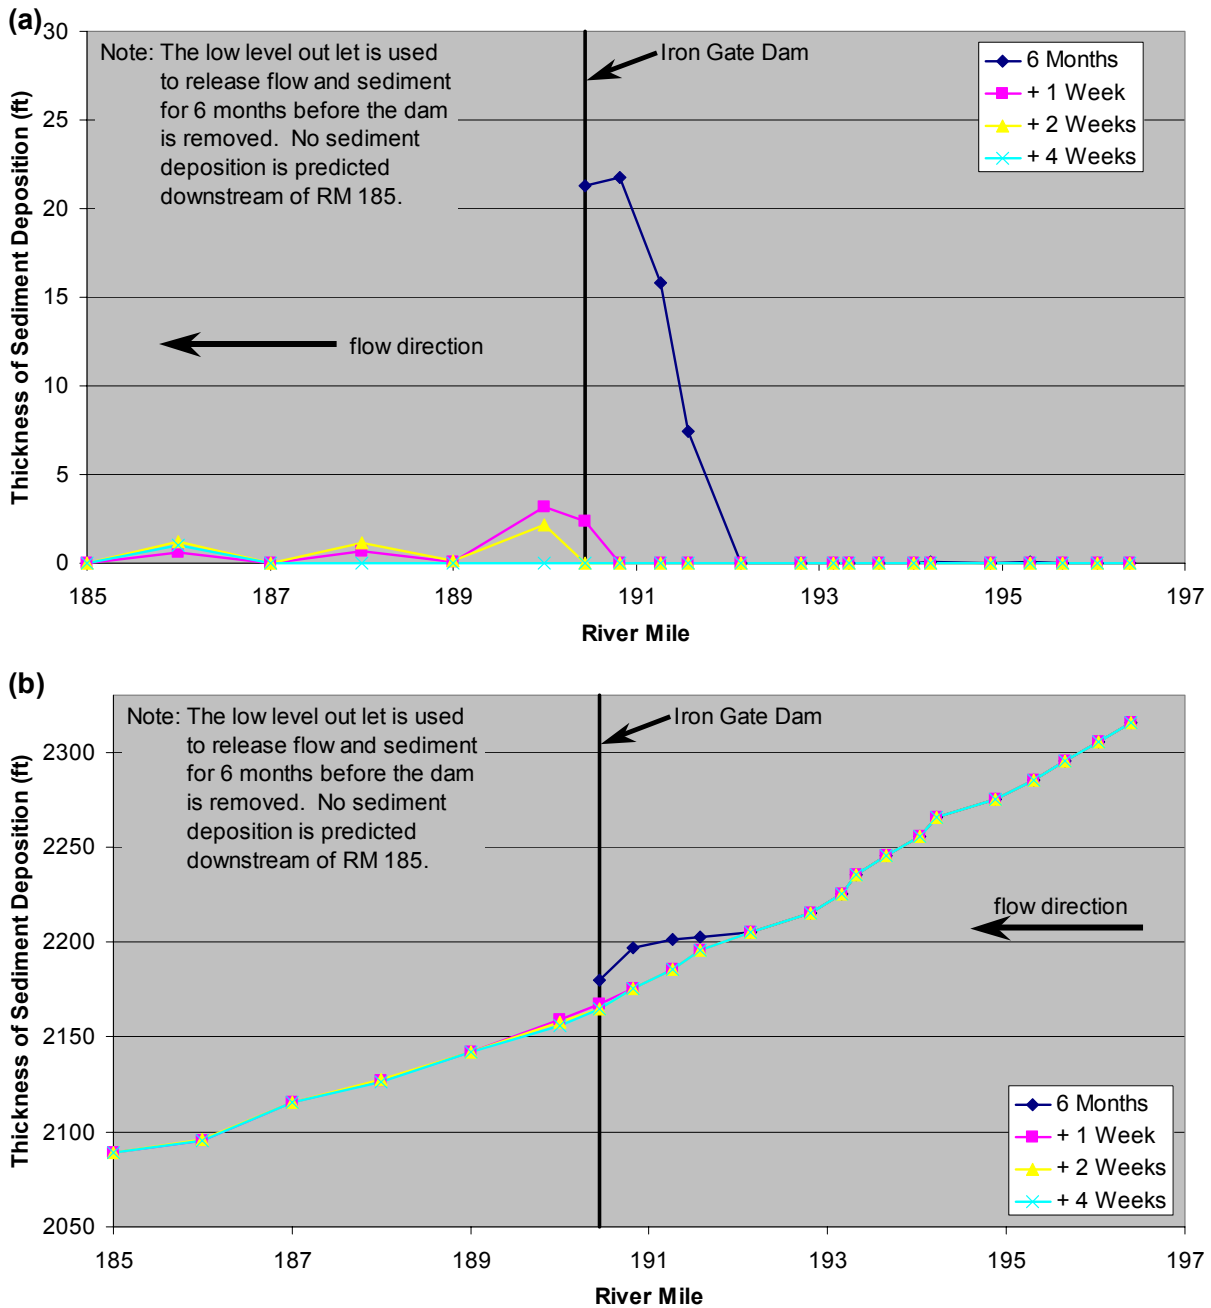 (a)
30
25
20
15
10
5
0
Thickness of Sediment Deposition (ft)
Note: The low level out let is used
to release flow and sediment
for 6 months before the dam
is removed. No sediment
deposition is predicted
downstream of RM 185.
Iron Gate Dam
6 Months
+ 1 Week
+ 2 Weeks
+ 4 Weeks
flow direction
185 187 189 191 193 195 197
River Mile
(b)
2300
2250
2200
2150
2100
2050
Thickness of Sediment Deposition (ft)
Note: The low level out let is used
to release flow and sediment
for 6 months before the dam
is removed. No sediment
deposition is predicted
downstream of RM 185.
Iron Gate Dam
flow direction
6 Months
+ 1 Week
+ 2 Weeks
+ 4 Weeks
185 187 189 191 193 195 197
River Mile